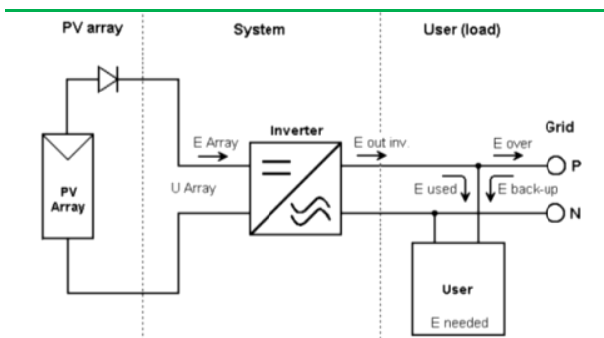 PV array
System
User (load)
Grid
Inverter
E Array
E out inv.
E over
P
PV
Array
U Array
E used
E back-up
N
User
E needed